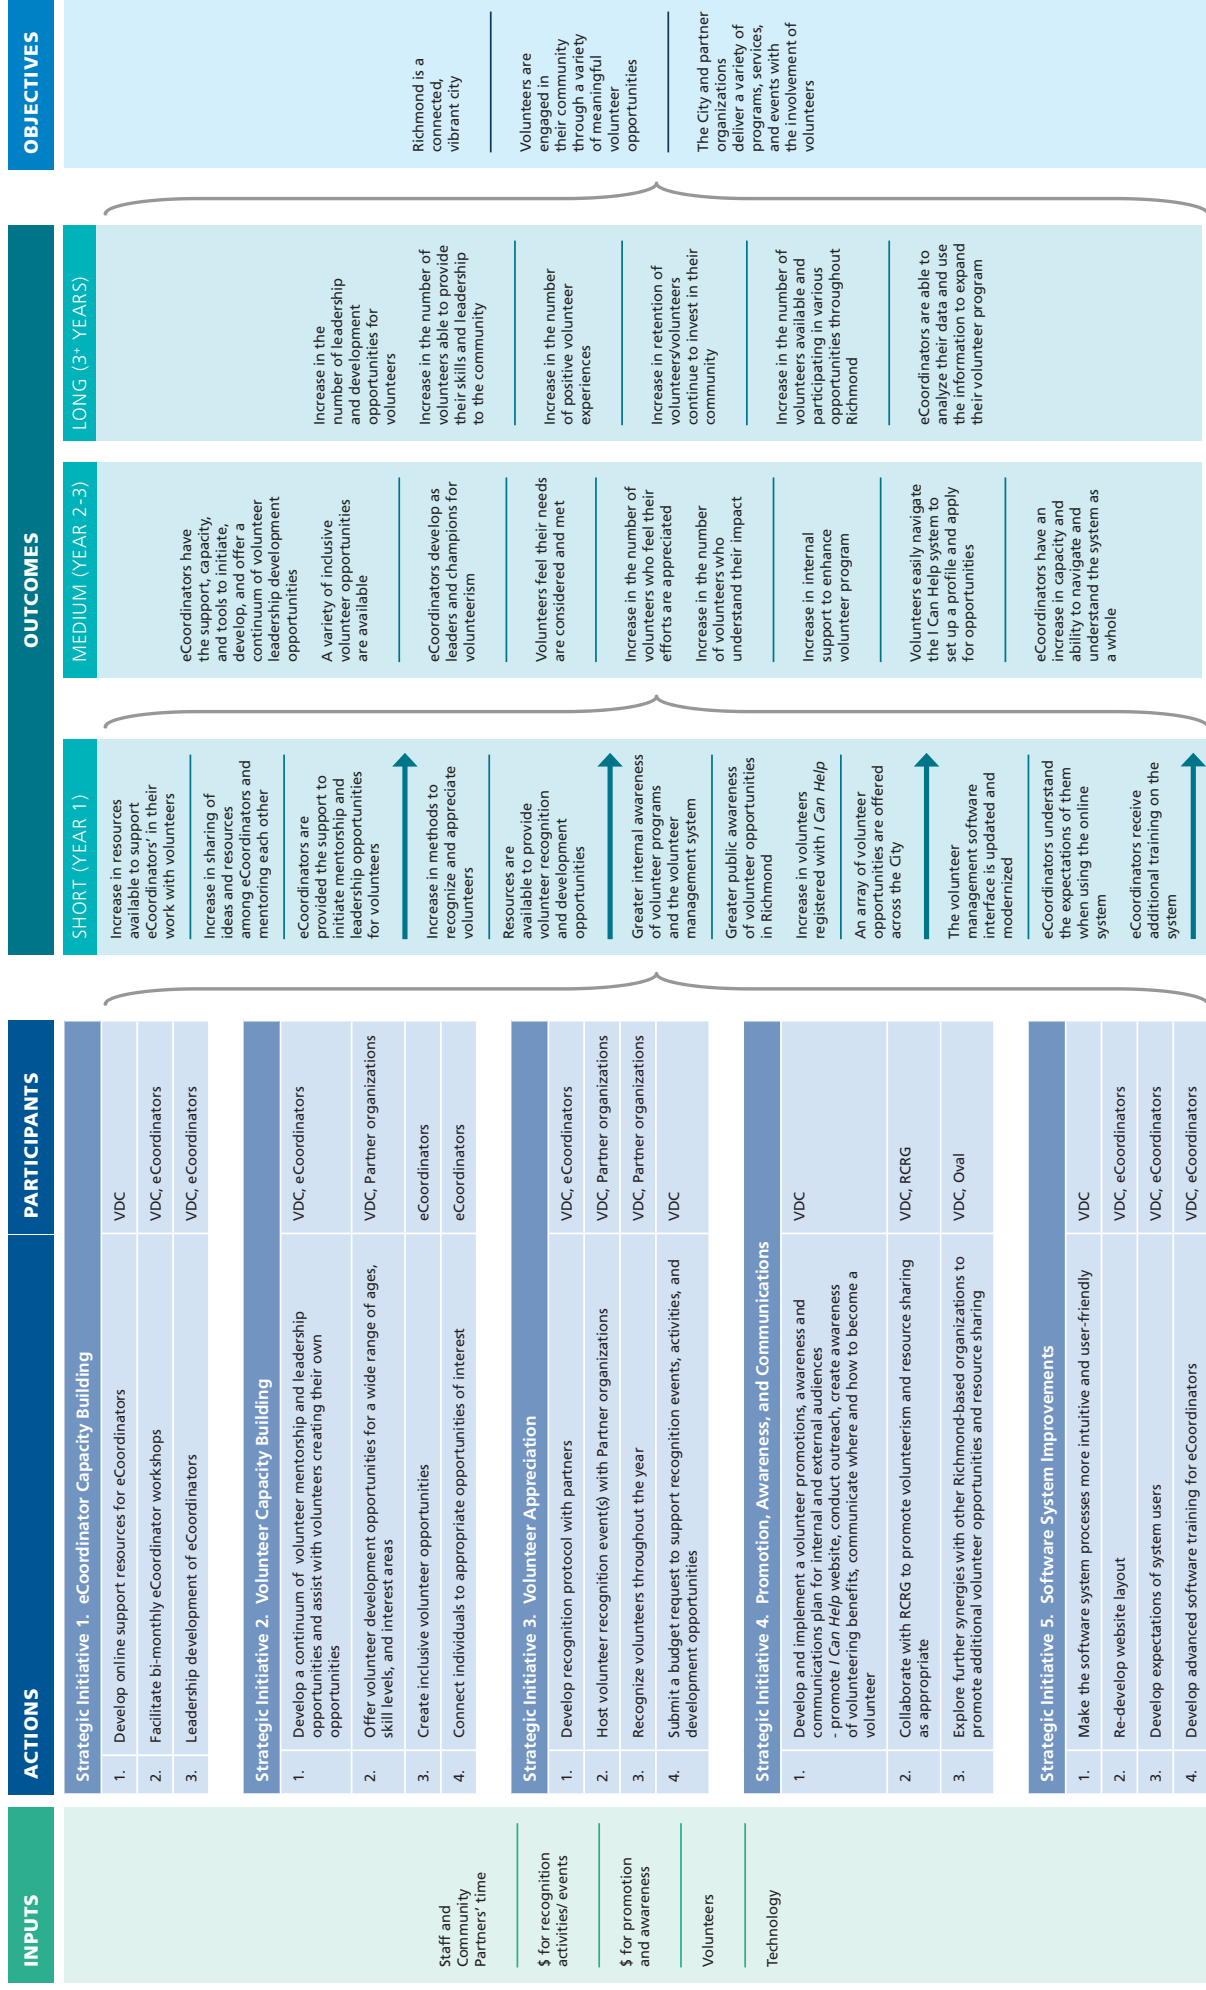 INPUTS
Staff and
Community
Partners' time
$ for recognition
activities/ events
$ for promotion
and awareness
Volunteers
Technology
ACTIONS
PARTICIPANTS
Strategic Initiative 1. eCoordinator Capacity Building
1. Develop online support resources for eCoordinators VDC
2. Facilitate bi-monthly eCoordinator workshops VDC, eCoordinators
3. Leadership development of eCoordinators VDC, eCoordinators
Strategic Initiative 2. Volunteer Capacity Building
1. Develop a continuum of volunteer mentorship and leadership VDC, eCoordinators
opportunities and assist with volunteers creating their own
opportunities
2. Offer volunteer development opportunities for a wide range of ages, VDC, Partner organizations
skill levels, and interest areas
3. Create inclusive volunteer opportunities eCoordinators
4. Connect individuals to appropriate opportunities of interest eCoordinators
Strategic Initiative 3. Volunteer Appreciation
1. Develop recognition protocol with partners VDC, eCoordinators
2. Host volunteer recognition event(s) with Partner organizations VDC, Partner organizations
3. Recognize volunteers throughout the year VDC, Partner organizations
4. Submit a budget request to support recognition events, activities, and VDC
development opportunities
Strategic Initiative 4. Promotion, Awareness, and Communications
1. Develop and implement a volunteer promotions, awareness and VDC
communications plan for internal and external audiences
- promote I Can Help website, conduct outreach, create awareness
of volunteering benefits, communicate where and how to become a
volunteer
2. Collaborate with RCRG to promote volunteerism and resource sharing VDC, RCRG
as appropriate
3. Explore further synergies with other Richmond-based organizations to VDC, Oval
promote additional volunteer opportunities and resource sharing
Strategic Initiative 5. Software System Improvements
1. Make the software system processes more intuitive and user-friendly VDC
2. Re-develop website layout VDC, eCoordinators
3. Develop expectations of system users VDC, eCoordinators
4. Develop advanced software training for eCoordinators VDC, eCoordinators
OUTCOMES
SHORT (YEAR 1)
Increase in resources
available to support
eCoordinators' in their
work with volunteers
Increase in sharing of
ideas and resources
among eCoordinators and
mentoring each other
eCoordinators are
provided the support to
initiate mentorship and
leadership opportunities
for volunteers
Increase in methods to
recognize and appreciate
volunteers
Resources are
available to provide
volunteer recognition
and development
opportunities
Greater internal awareness
of volunteer programs
and the volunteer
management system
Greater public awareness
of volunteer opportunities
in Richmond
Increase in volunteers
registered with I Can Help
An array of volunteer
opportunities are offered
across the City
The volunteer
management software
interface is updated and
modernized
eCoordinators understand
the expectations of them
when using the online
system
eCoordinators receive
additional training on the
system
MEDIUM (YEAR 2-3)
eCoordinators have
the support, capacity,
and tools to initiate,
develop, and offer a
continuum of volunteer
leadership development
opportunities
A variety of inclusive
volunteer opportunities
are available
eCoordinators develop as
leaders and champions for
volunteerism
Volunteers feel their needs
are considered and met
Increase in the number of
volunteers who feel their
efforts are appreciated
Increase in the number
of volunteers who
understand their impact
Increase in internal
support to enhance
volunteer program
Volunteers easily navigate
the I Can Help system to
set up a profile and apply
for opportunities
eCoordinators have an
increase in capacity and
ability to navigate and
understand the system as
a whole
LONG (3+ YEARS)
Increase in the
number of leadership
and development
opportunities for
volunteers
Increase in the number of
volunteers able to provide
their skills and leadership
to the community
Increase in the number
of positive volunteer
experiences
Increase in retention of
volunteers/volunteers
continue to invest in their
community
Increase in the number of
volunteers available and
participating in various
opportunities throughout
Richmond
eCoordinators are able to
analyze their data and use
the information to expand
their volunteer program
OBJECTIVES
Richmond is a
connected,
vibrant city
Volunteers are
engaged in
their community
through a variety
of meaningful
volunteer
opportunities
The City and partner
organizations
deliver a variety of
programs, services,
and events with
the involvement of
volunteers